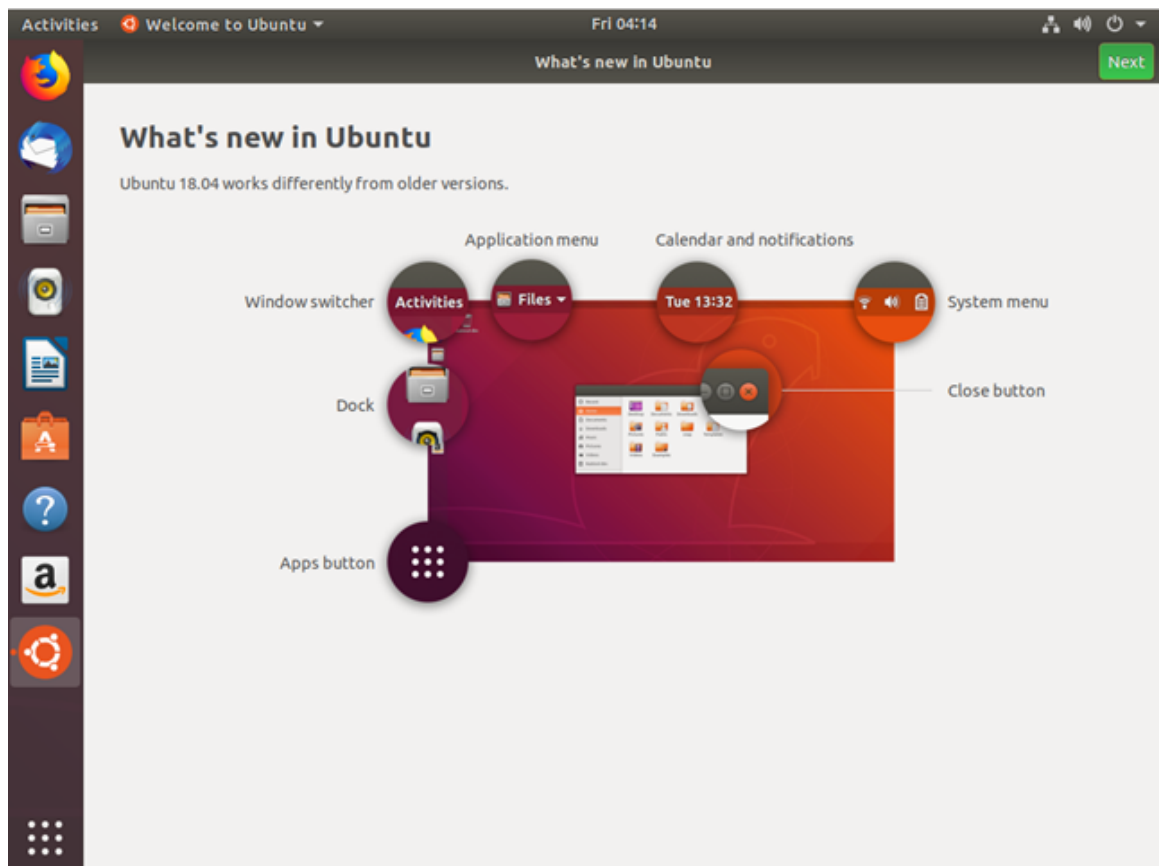 Activities Welcome to Ubuntu Fri 04:14
What's new in Ubuntu Next
What's new in Ubuntu
Ubuntu 18.04 works differently from older versions.
Application menu Calendar and notifications
Window switcher Activities Files Tue 13:32 System menu
Dock Close button
Apps button